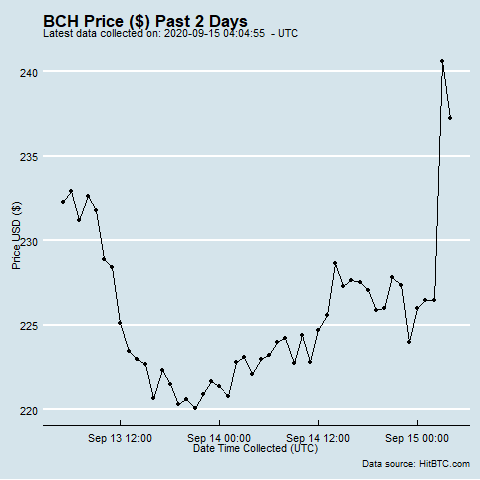 BCH Price ($) Past 2 Days
Latest data collected on: 2020-09-15 04:04:55  - UTC
Price USD ($)
240
235
230
225
220
Sep 13 12:00 Sep 14 00:00 Sep 14 12:00 Sep 15 00:00
Date Time Collected (UTC)
Data source: HitBTC.com